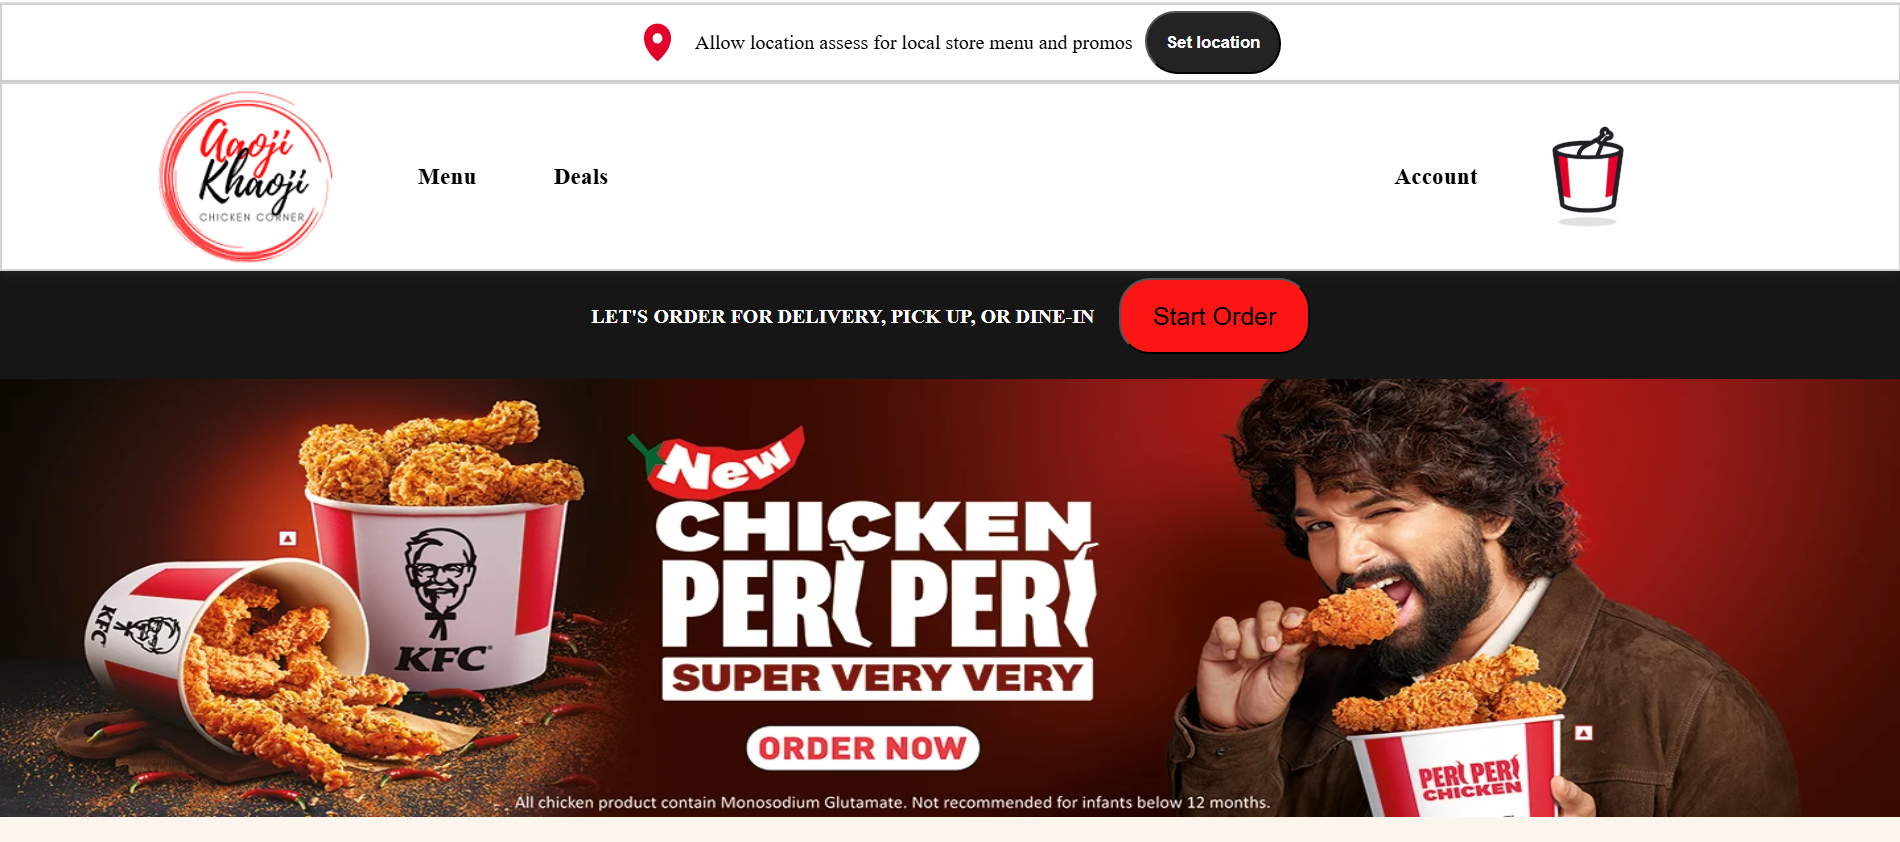 Allow location assess for local store menu and promos
Set location
Aaoji
Khaoji
CHICKEN CORNER
Menu
Deals
Account
LET'S ORDER FOR DELIVERY, PICK UP, OR DINE-IN
Start Order
New
CHICKEN
PERI PERI
SUPER VERY VERY
ORDER NOW
KFC
KFC
PERI PERI
CHICKEN
All chicken product contain Monosodium Glutamate. Not recommended for infants below 12 months.